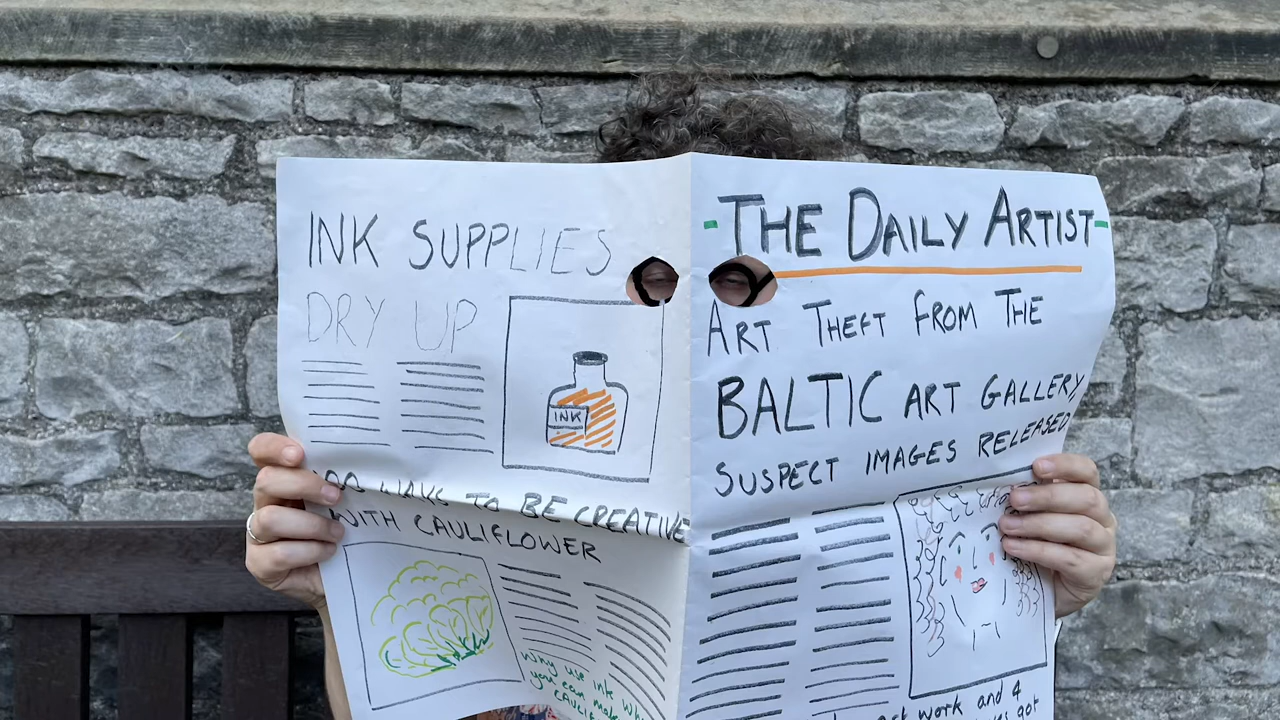 INK SUPPLIES
DRY UP
INK
WAYS TO BE CREATIVE
WITH CAULIFLOWER
Why use ink
you can make
-THE DAILY ARTIST-
ART THEFT FROM THE
BALTIC ART GALLERY,
SUSPECT IMAGES RELEASED
work and 4
got